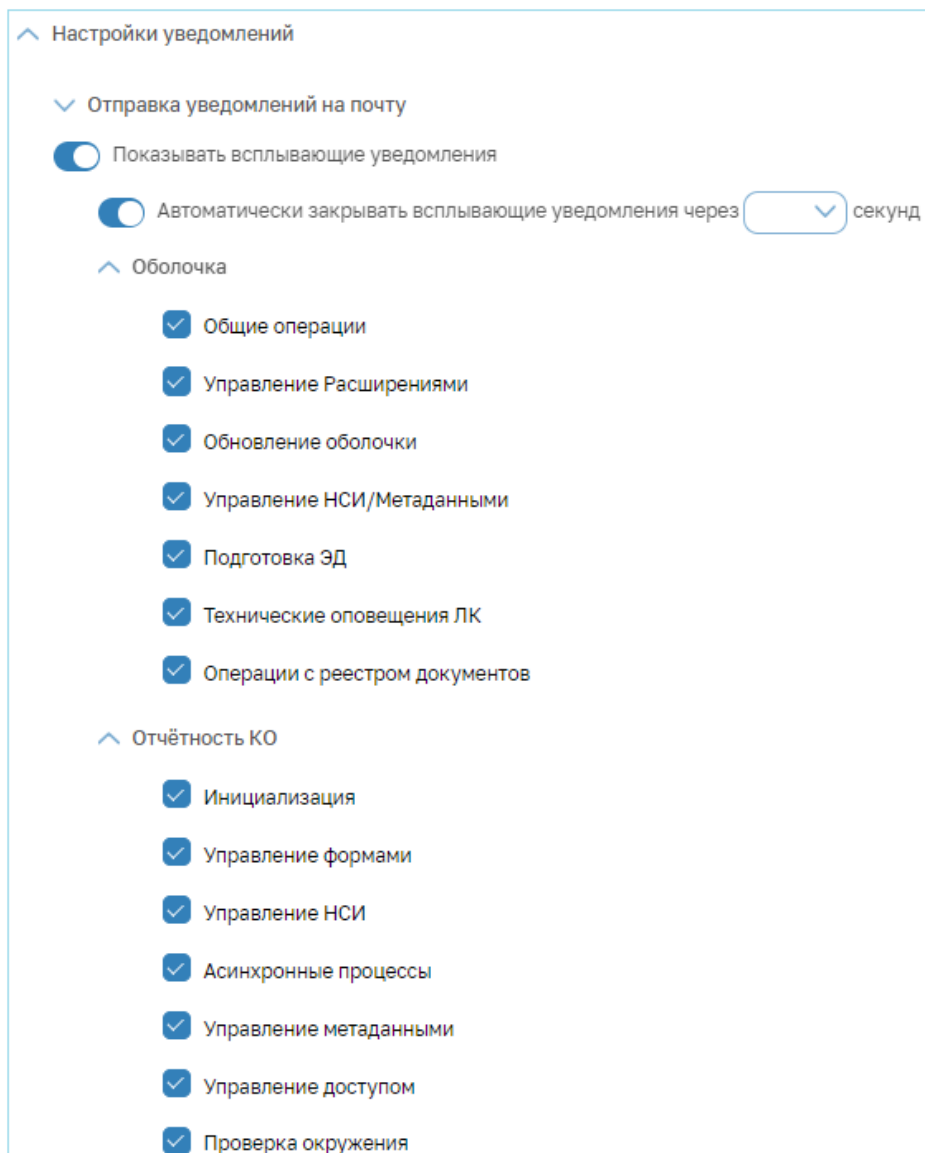 Настройки уведомлений
Отправка уведомлений на почту
Показывать всплывающие уведомления
Автоматически закрывать всплывающие уведомления через секунд
Оболочка
Общие операции
Управление Расширениями
Обновление оболочки
Управление НСИ/Метаданными
Подготовка ЭД
Технические оповещения ЛК
Операции с реестром документов
Отчётность КО
Инициализация
Управление формами
Управление НСИ
Асинхронные процессы
Управление метаданными
Управление доступом
Проверка окружения